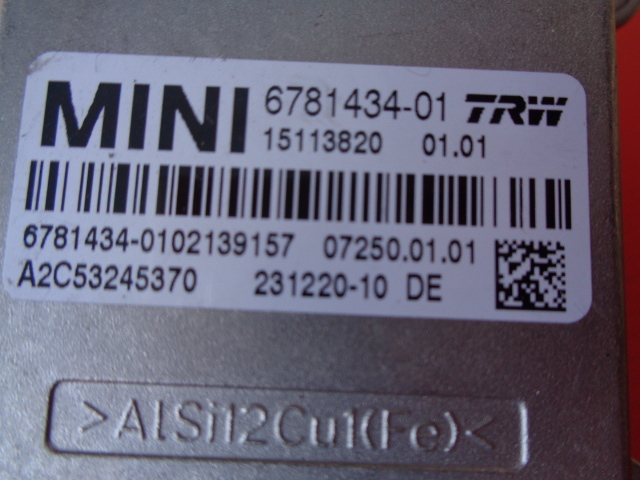 MINI 6781434-01 TRW
15113820 01.01
6781434-0102139157 07250.01.01
A2C53245370 231220-10 DE
>AlSi12Cu1(Fe)<